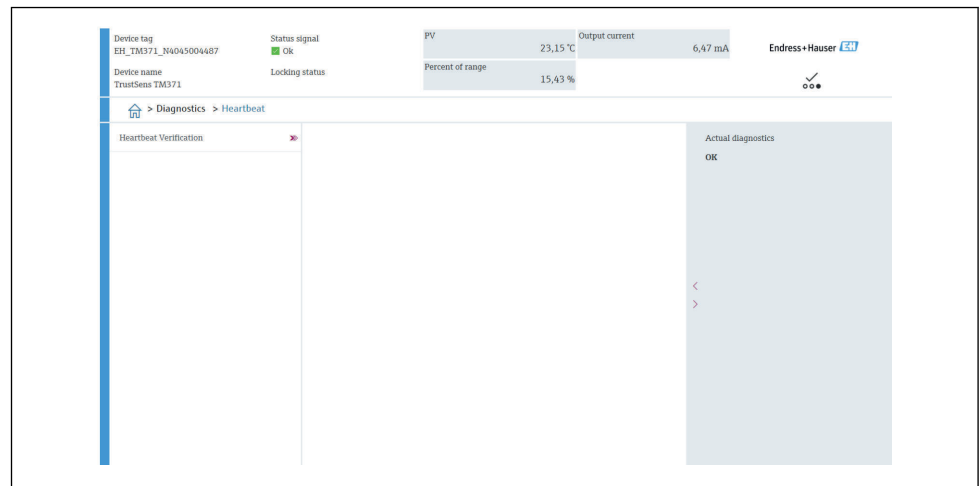 Device tag
EH_TM371_N4045004487
Status signal
Ok
PV
23,15 °C
Output current
6,47 mA
Endress+Hauser EH
Device name
TrustSens TM371
Locking status
Percent of range
15,43 %
> Diagnostics > Heartbeat
Heartbeat Verification
Actual diagnostics
OK